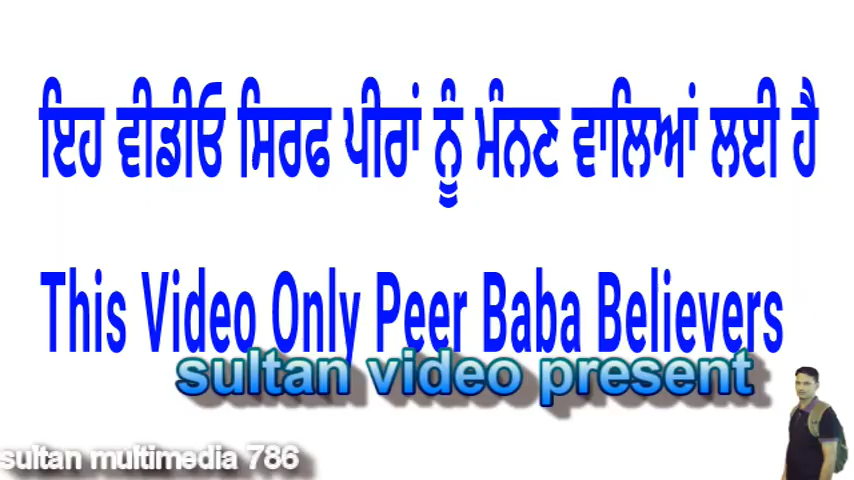 ਇਹ ਵੀਡੀਓ ਸਿਰਫ ਪੀਰਾਂ ਨੂੰ ਮੰਨਣ ਵਾਲਿਆਂ ਲਈ ਹੈ
This Video Only Peer Baba Believers
sultan video present
sultan multimedia 786